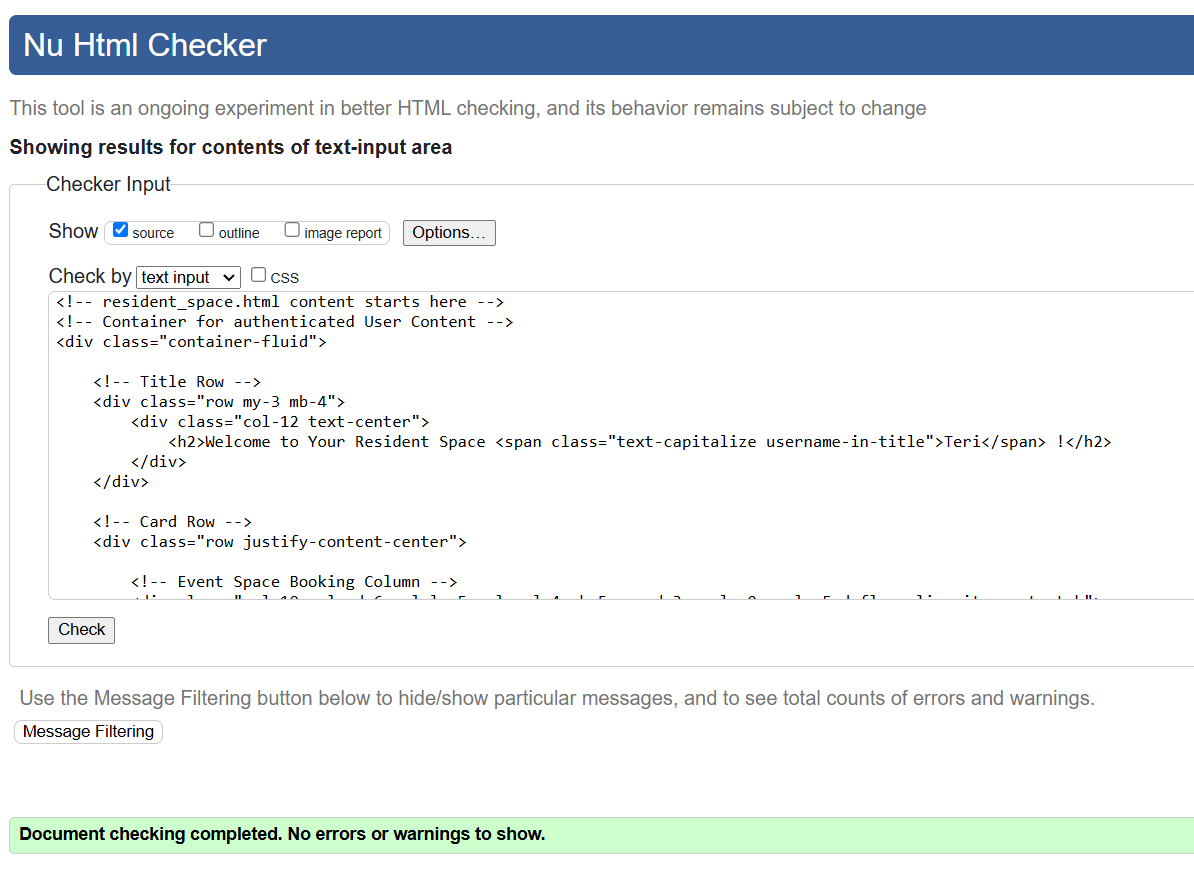 Nu Html Checker
This tool is an ongoing experiment in better HTML checking, and its behavior remains subject to change
Showing results for contents of text-input area
Checker Input
Show source outline image report Options...
Check by text input CSS
<!-- resident_space.html content starts here -->
<!-- Container for authenticated User Content -->
<div class="container-fluid">
<!-- Title Row -->
<div class="row my-3 mb-4">
<div class="col-12 text-center">
<h2>Welcome to Your Resident Space <span class="text-capitalize username-in-title">Teri</span> !</h2>
</div>
</div>
<!-- Card Row -->
<div class="row justify-content-center">
<!-- Event Space Booking Column -->
Check
Use the Message Filtering button below to hide/show particular messages, and to see total counts of errors and warnings.
Message Filtering
Document checking completed. No errors or warnings to show.